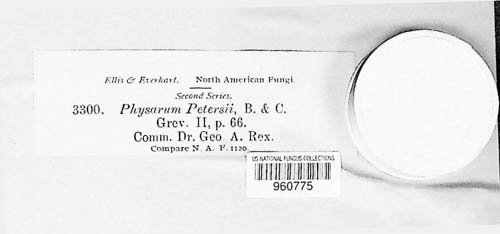 Ellis & Everhart. North American Fungi.
Second Series.
3300. Physarum Petersii, B. & C.
Grev. II, p. 66.
Comm. Dr. Geo A. Rex.
Compare N. A. F. 1120.
US NATIONAL FUNGUS COLLECTIONS
960775